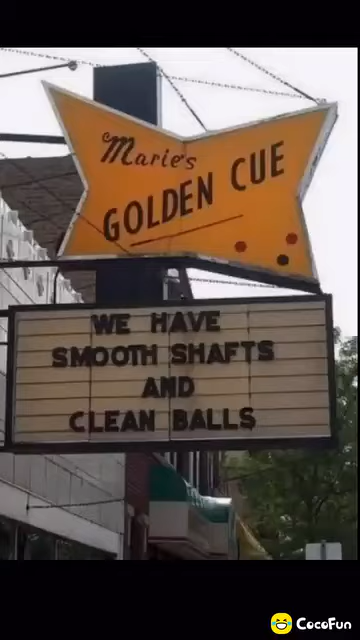 Marie's
GOLDEN CUE
WE HAVE
SMOOTH SHAFTS
AND
CLEAN BALLS
CocoFun